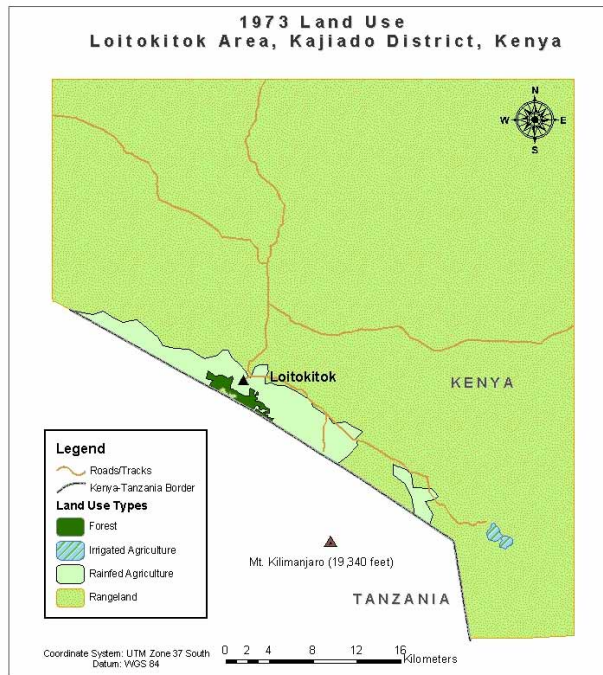 1973 Land Use
Loitokitok Area, Kajiado District, Kenya
N
W E
S
Loitokitok
KENYA
Legend
Roads/Tracks
Kenya-Tanzania Border
Land Use Types
Forest
Irrigated Agriculture
Rainfed Agriculture
Rangeland
Mt. Kilimanjaro (19,340 feet)
TANZANIA
Coordinate System: UTM Zone 37 South
Datum: WGS 84
0 2 4 8 12 16
Kilometers